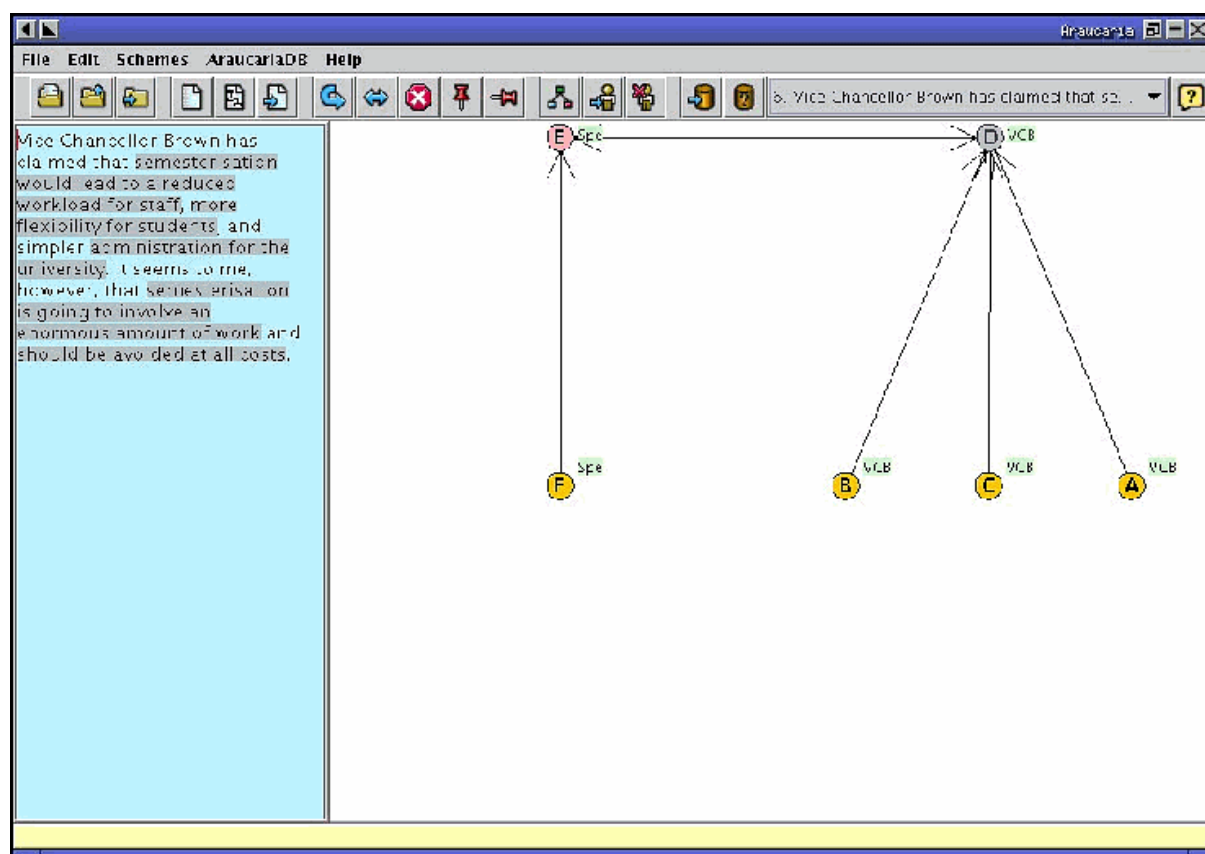 Araucaria
File Edit Schemes AraucariaDB Help
5. Vice Chancellor Brown has claimed that se...
Vice Chancellor Brown has
claimed that semesterisation
would lead to a reduced
workload for staff, more
flexibility for students, and
simpler administration for the
university. It seems to me,
however, that semesterisation
is going to involve an
enormous amount of work and
should be avoided at all costs.
E Spe D VCB
F Spe B VCB C VCB A VCB